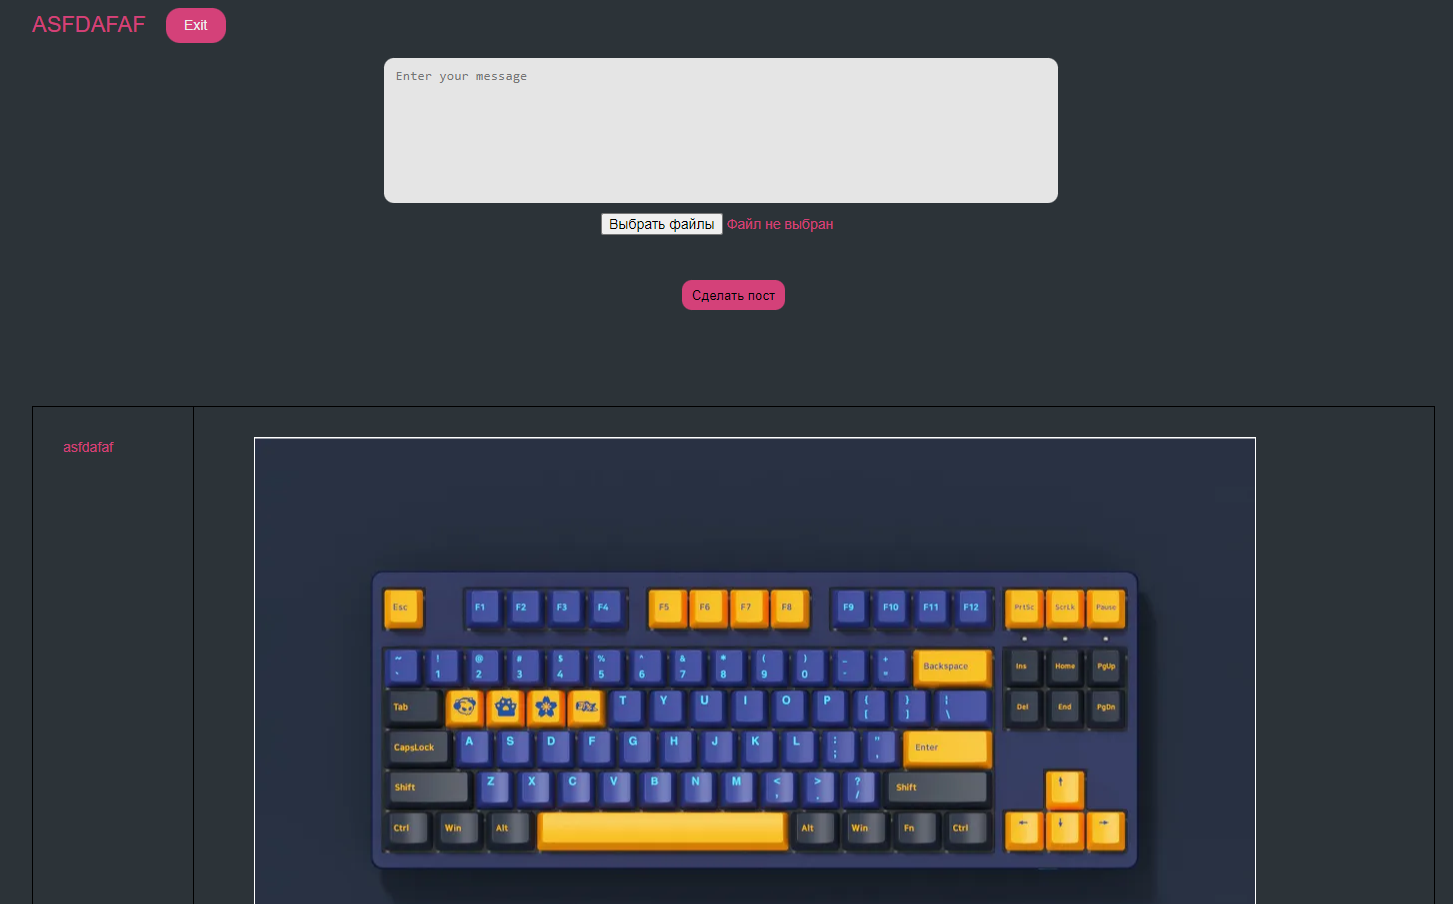 ASFDAFAF Exit
Enter your message
Выбрать файлы Файл не выбран
Сделать пост
asfdafaf
Esc F1 F2 F3 F4 F5 F6 F7 F8 F9 F10 F11 F12 PrtSc ScrLk Pause
~ ! @ # $ % ^ & * ( ) _ +
` 1 2 3 4 5 6 7 8 9 0 - = Backspace Ins Home PgUp
Tab T Y U I O P { } |
[ ] \ Del End PgDn
CapsLock A S D F G H J K L : " Enter
; '
Shift Z X C V B N M < > ? Shift ↑
, . /
Ctrl Win Alt Alt Win Fn Ctrl ← ↓ →